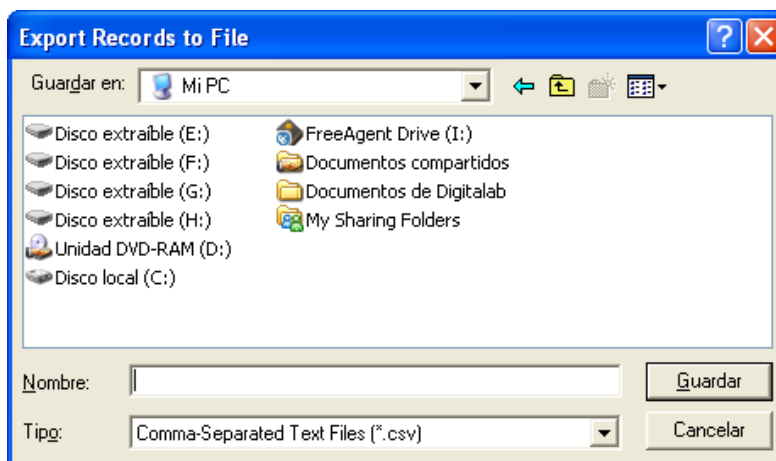 Export Records to File
Guardar en: Mi PC
Disco extraíble (E:)
Disco extraíble (F:)
Disco extraíble (G:)
Disco extraíble (H:)
Unidad DVD-RAM (D:)
Disco local (C:)
FreeAgent Drive (I:)
Documentos compartidos
Documentos de Digitalab
My Sharing Folders
Nombre:
Guardar
Tipo: Comma-Separated Text Files (*.csv)
Cancelar